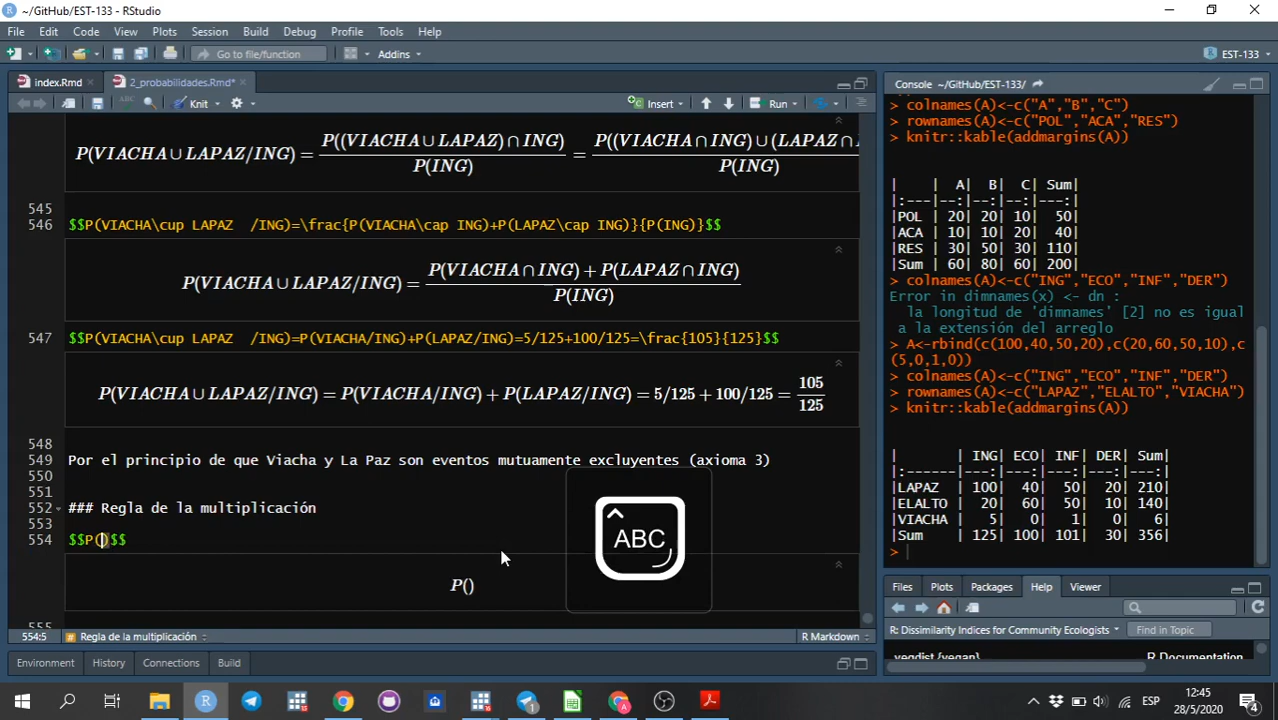 ~/GitHub/EST-133 - RStudio
File Edit Code View Plots Session Build Debug Profile Tools Help
Go to file/function Addins EST-133
index.Rmd 2_probabilidades.Rmd*
ABC Knit Insert Run
P(VIACHA∪LAPAZ/ING) = P((VIACHA∪LAPAZ)∩ING) / P(ING) = P((VIACHA∩ING)∪(LAPAZ∩ / P(ING)
545
546 $$P(VIACHA\cup LAPAZ  /ING)=\frac{P(VIACHA\cap ING)+P(LAPAZ\cap ING)}{P(ING)}$$
P(VIACHA∪LAPAZ/ING) = P(VIACHA∩ING)+P(LAPAZ∩ING) / P(ING)
547 $$P(VIACHA\cup LAPAZ  /ING)=P(VIACHA/ING)+P(LAPAZ/ING)=5/125+100/125=\frac{105}{125}$$
P(VIACHA∪LAPAZ/ING) = P(VIACHA/ING) + P(LAPAZ/ING) = 5/125 + 100/125 = 105/125
548
549 Por el principio de que Viacha y La Paz son eventos mutuamente excluyentes (axioma 3)
550
551
552 ### Regla de la multiplicación
553
554 $$P()$$
P()
555
ABC
554:5 Regla de la multiplicación R Markdown
Environment History Connections Build
Console ~/GitHub/EST-133/
> colnames(A)<-c("A","B","C")
> rownames(A)<-c("POL","ACA","RES")
> knitr::kable(addmargins(A))
|    |  A|  B|  C| Sum|
|:---|--:|--:|--:|---:|
|POL | 20| 20| 10|  50|
|ACA | 10| 10| 20|  40|
|RES | 30| 50| 30| 110|
|Sum | 60| 80| 60| 200|
> colnames(A)<-c("ING","ECO","INF","DER")
Error in dimnames(x) <- dn :
la longitud de 'dimnames' [2] no es igual
a la extensión del arreglo
> A<-rbind(c(100,40,50,20),c(20,60,50,10),c
(5,0,1,0))
> colnames(A)<-c("ING","ECO","INF","DER")
> rownames(A)<-c("LAPAZ","ELALTO","VIACHA")
> knitr::kable(addmargins(A))
|       | ING| ECO| INF| DER| Sum|
|:------|---:|---:|---:|---:|---:|
|LAPAZ  | 100|  40|  50|  20| 210|
|ELALTO |  20|  60|  50|  10| 140|
|VIACHA |   5|   0|   1|   0|   6|
|Sum    | 125| 100| 101|  30| 356|
>
Files Plots Packages Help Viewer
R: Dissimilarity Indices for Community Ecologists Find in Topic
vegdist {vegan} R Documentation
ESP 12:45
28/5/2020 4